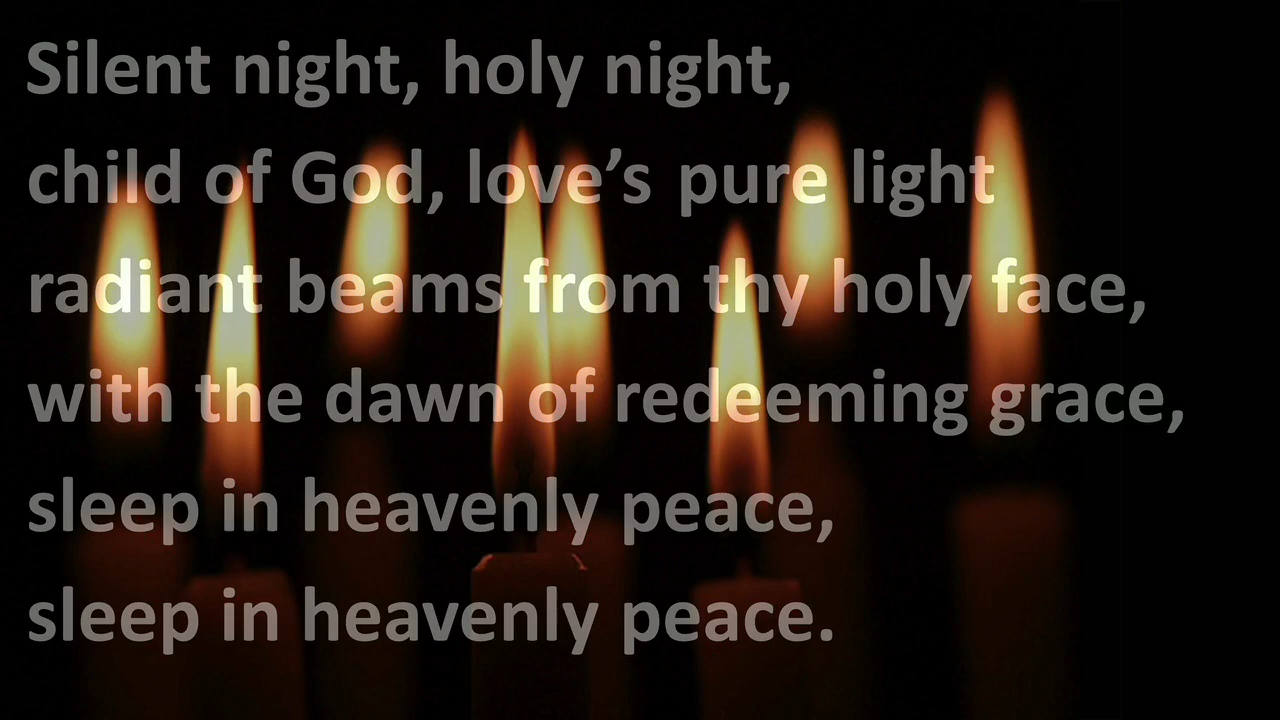 Silent night, holy night,
child of God, love’s pure light
radiant beams from thy holy face,
with the dawn of redeeming grace,
sleep in heavenly peace,
sleep in heavenly peace.